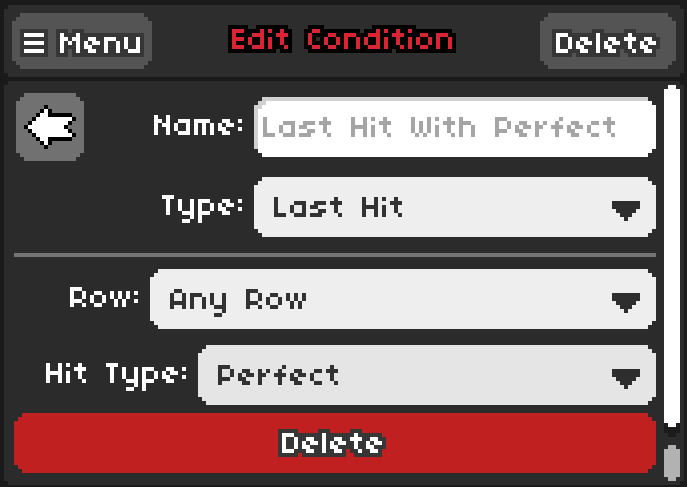 ☰ Menu
Edit Condition
Delete
Name: Last Hit With Perfect
Type: Last Hit
Row: Any Row
Hit Type: Perfect
Delete